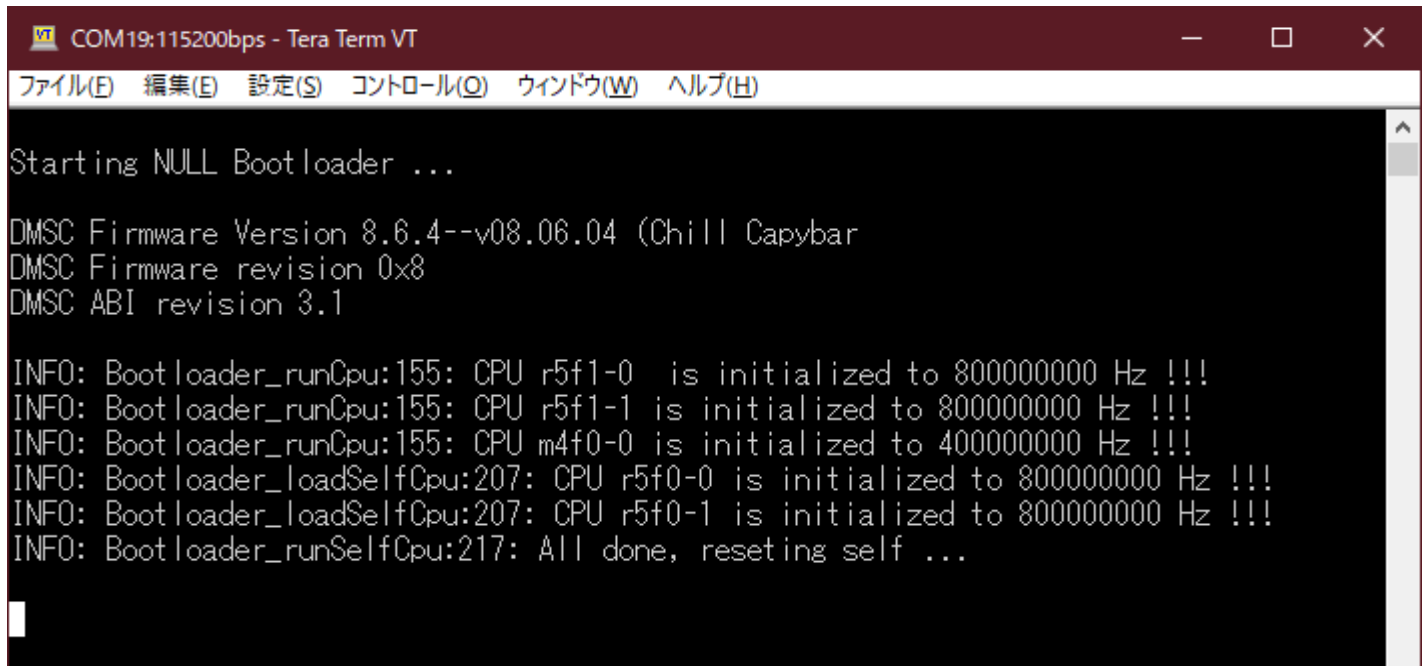 COM19:115200bps - Tera Term VT
ファイル(F) 編集(E) 設定(S) コントロール(O) ウィンドウ(W) ヘルプ(H)
Starting NULL Bootloader ...
DMSC Firmware Version 8.6.4--v08.06.04 (Chill Capybar
DMSC Firmware revision 0x8
DMSC ABI revision 3.1
INFO: Bootloader_runCpu:155: CPU r5f1-0  is initialized to 800000000 Hz !!!
INFO: Bootloader_runCpu:155: CPU r5f1-1 is initialized to 800000000 Hz !!!
INFO: Bootloader_runCpu:155: CPU m4f0-0 is initialized to 400000000 Hz !!!
INFO: Bootloader_loadSelfCpu:207: CPU r5f0-0 is initialized to 800000000 Hz !!!
INFO: Bootloader_loadSelfCpu:207: CPU r5f0-1 is initialized to 800000000 Hz !!!
INFO: Bootloader_runSelfCpu:217: All done, reseting self ...